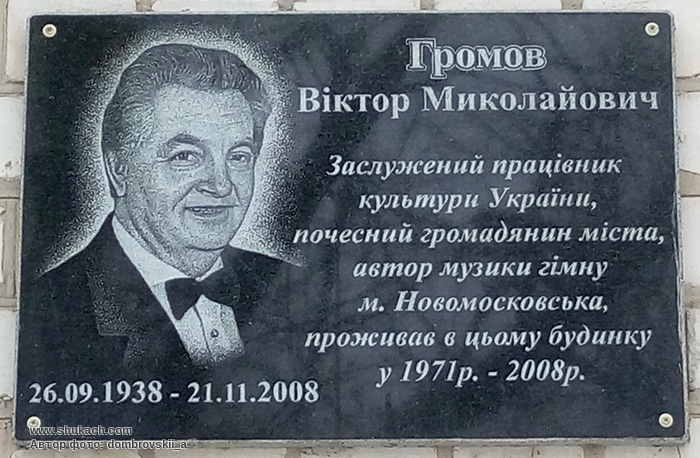 Громов
Віктор Миколайович
Заслужений працівник
культури України,
почесний громадянин міста,
автор музики гімну
м. Новомосковська,
проживав в цьому будинку
у 1971р. - 2008р.
26.09.1938 - 21.11.2008
www.shukach.com
Автор фото: dombrovskii_a